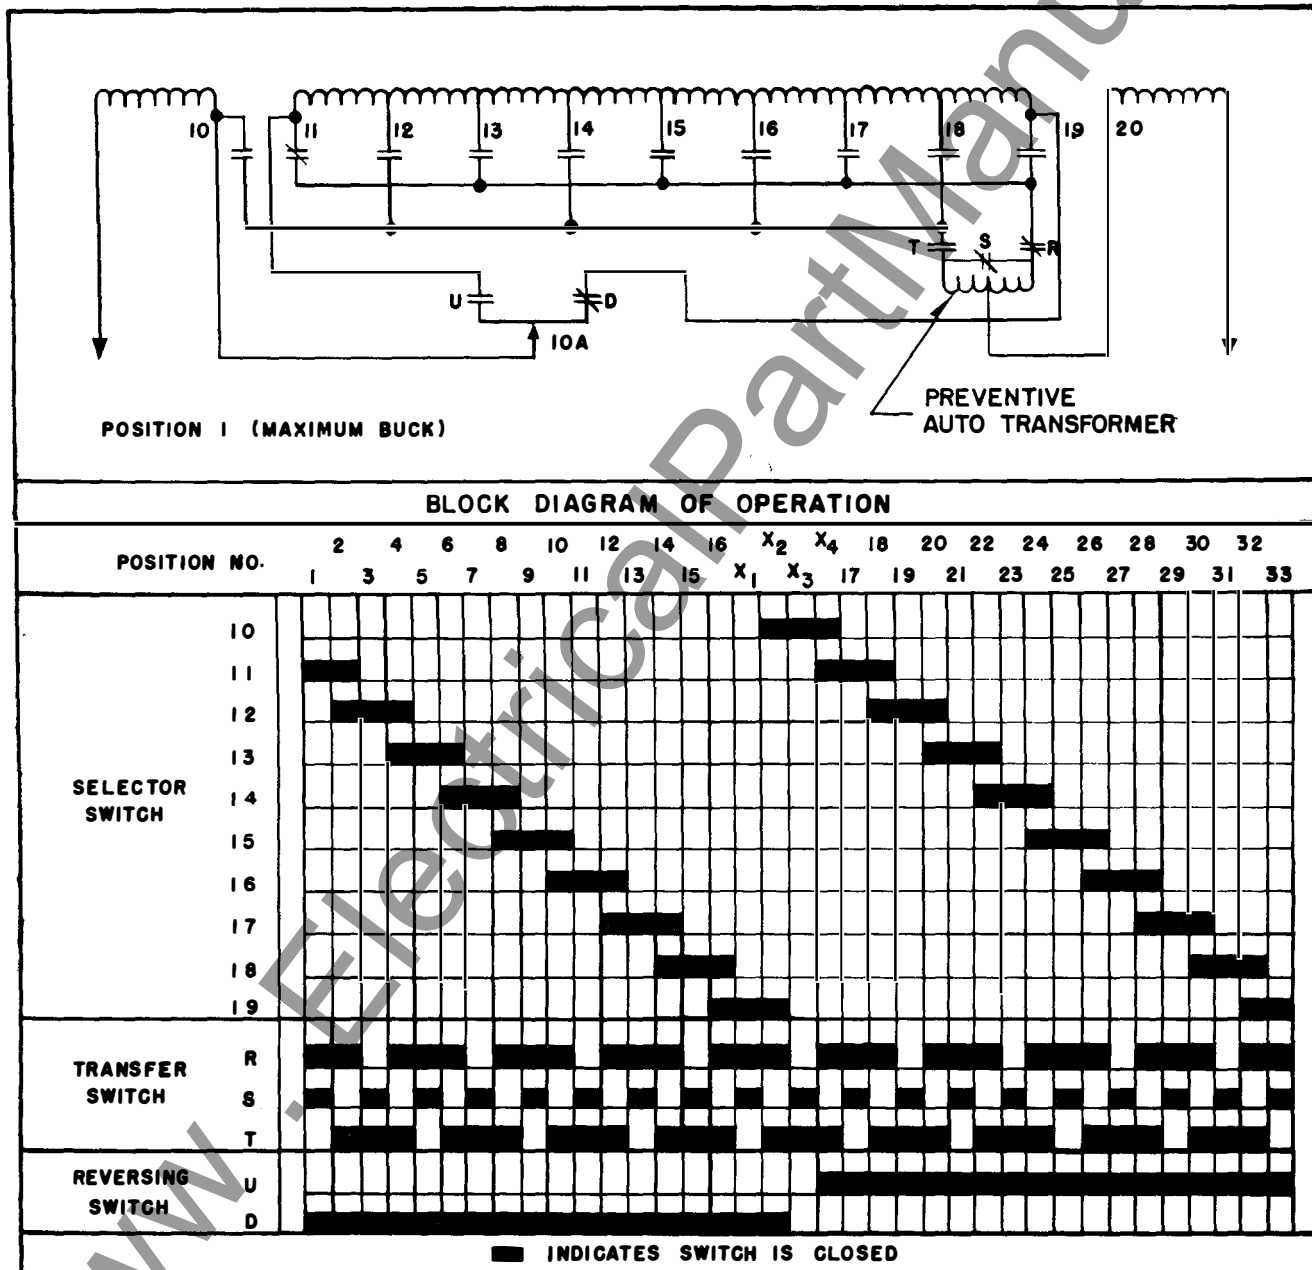 10 11 12 13 14 15 16 17 18 19 20
T S R
U D
10A
PREVENTIVE
AUTO TRANSFORMER
POSITION 1 (MAXIMUM BUCK)
BLOCK DIAGRAM OF OPERATION
2 4 6 8 10 12 14 16 X2 X4 18 20 22 24 26 28 30 32
POSITION NO.
1 3 5 7 9 11 13 15 X1 X3 17 19 21 23 25 27 29 31 33
10
11
12
13
SELECTOR
SWITCH
14
15
16
17
18
19
TRANSFER
SWITCH
R
S
T
REVERSING
SWITCH
U
D
INDICATES SWITCH IS CLOSED
www.ElectricalPartManu